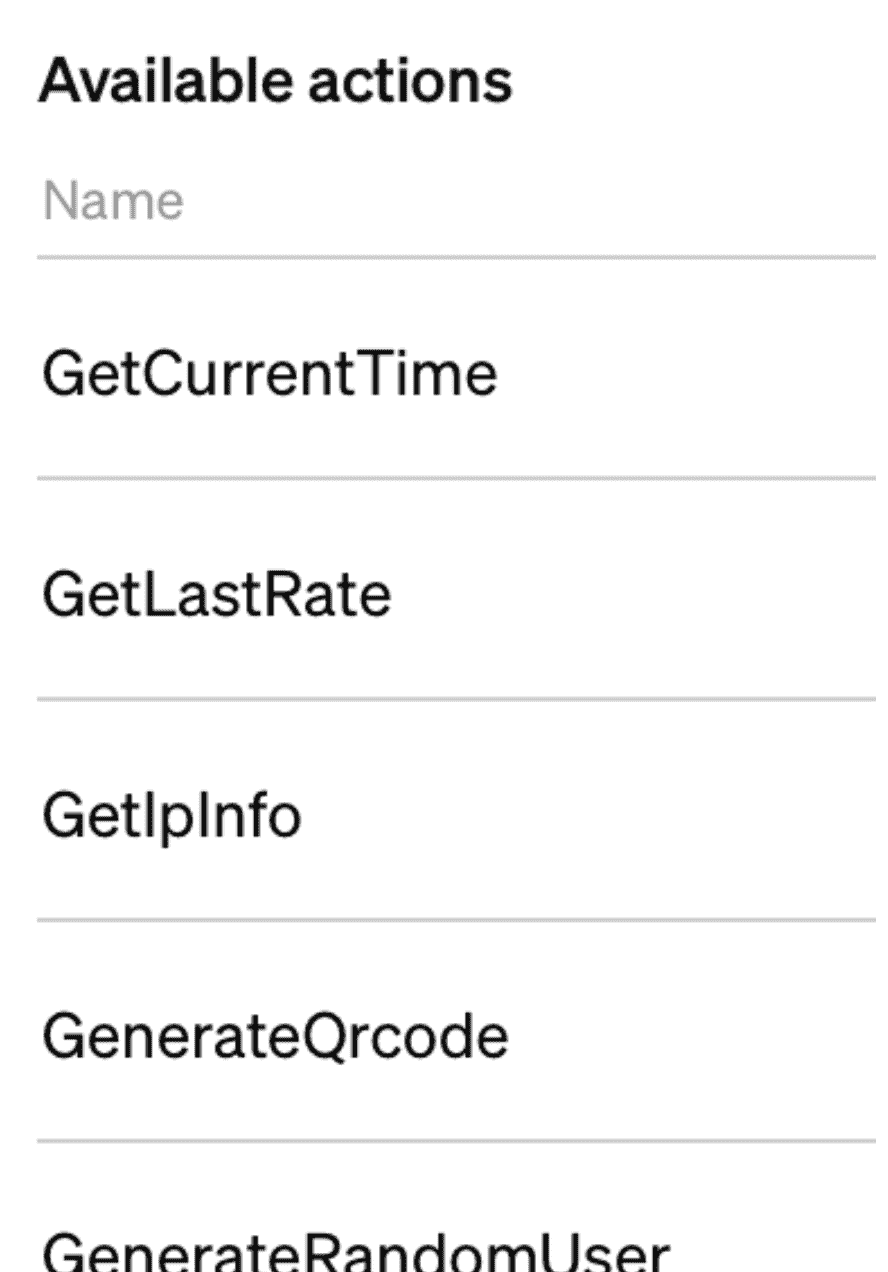 Available actions
Name
GetCurrentTime
GetLastRate
GetIpInfo
GenerateQrcode
GenerateRandomUser